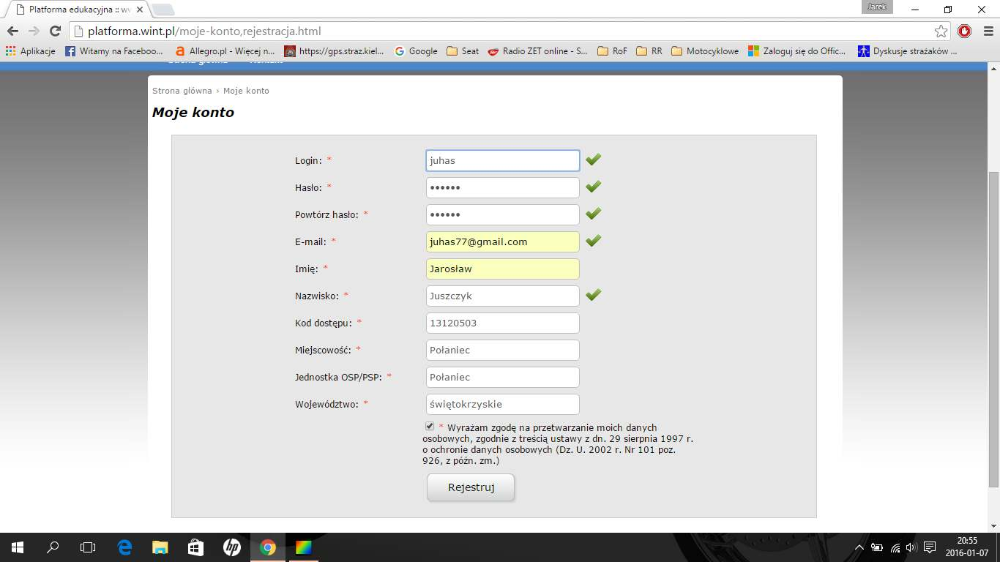 Platforma edukacyjna :: w
Jarek
platforma.wint.pl/moje-konto,rejestracja.html
Aplikacje
Witamy na Faceboo...
Allegro.pl - Więcej n...
https://gps.straz.kiel...
Google
Seat
Radio ZET online - S...
RoF
RR
Motocyklowe
Zaloguj się do Offic...
Dyskusje strażaków ...
Strona główna Kontakt
Strona główna › Moje konto
Moje konto
Login: * juhas
Hasło: * ••••••
Powtórz hasło: * ••••••
E-mail: * juhas77@gmail.com
Imię: * Jarosław
Nazwisko: * Juszczyk
Kod dostępu: * 13120503
Miejscowość: * Połaniec
Jednostka OSP/PSP: * Połaniec
Województwo: * świętokrzyskie
* Wyrażam zgodę na przetwarzanie moich danych
osobowych, zgodnie z treścią ustawy z dn. 29 sierpnia 1997 r.
o ochronie danych osobowych (Dz. U. 2002 r. Nr 101 poz.
926, z późn. zm.)
Rejestruj
hp
20:55
2016-01-07